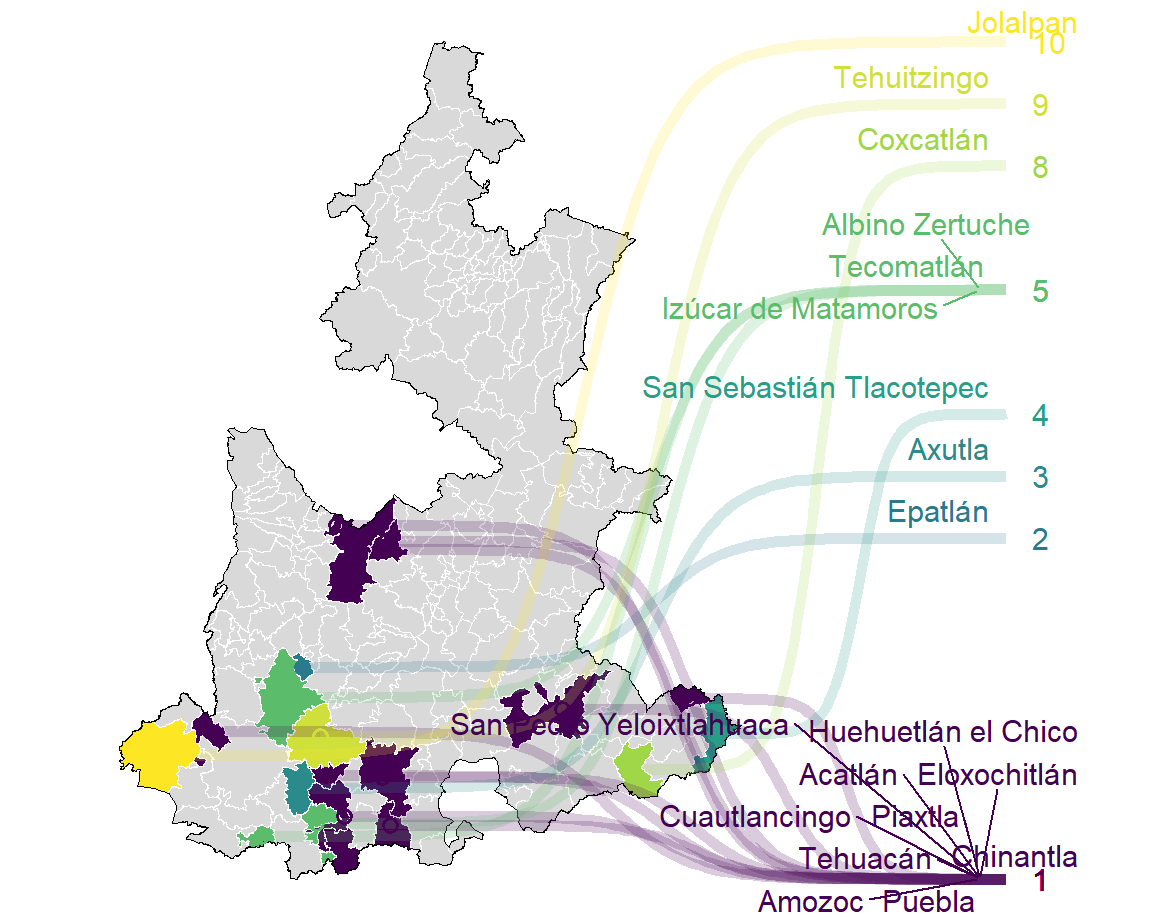 Jolalpan
10
Tehuitzingo
9
Coxcatlán
8
Albino Zertuche
Tecomatlán
5
Izúcar de Matamoros
San Sebastián Tlacotepec
4
Axutla
3
Epatlán
2
San Pedro Yeloixtlahuaca
Huehuetlán el Chico
Acatlán Eloxochitlán
Cuautlancingo Piaxtla
Tehuacán Chinantla
1
Amozoc Puebla